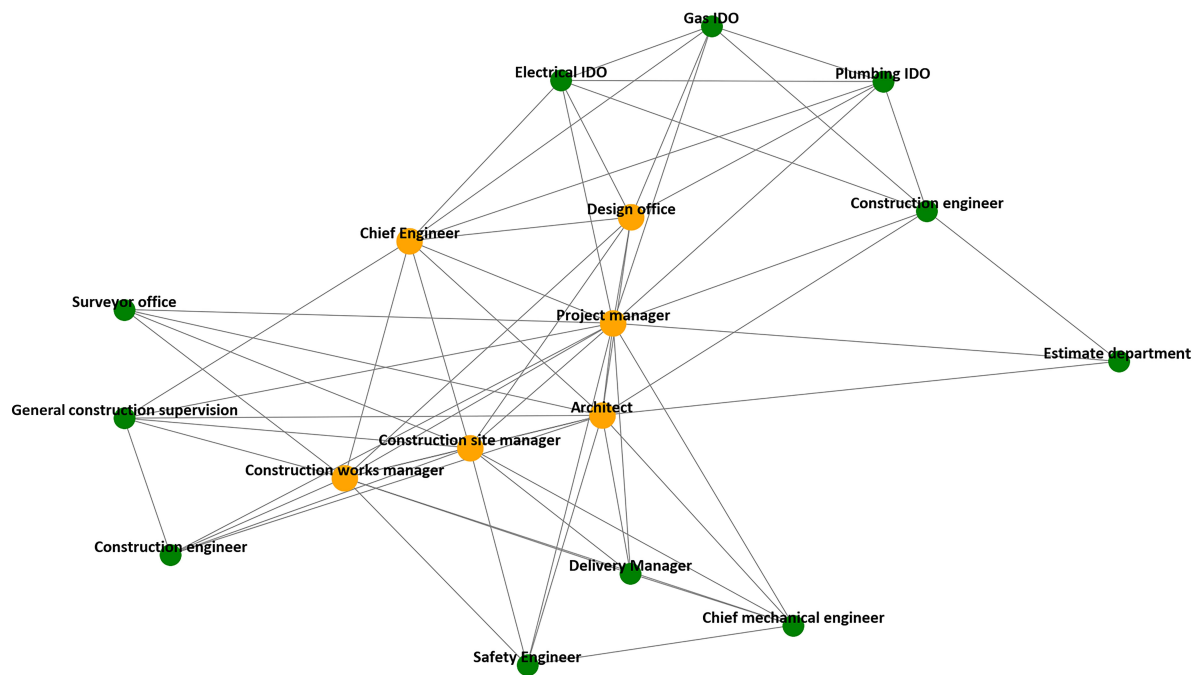 Gas IDO
Electrical IDO
Plumbing IDO
Construction engineer
Design office
Chief Engineer
Surveyor office
Project manager
Estimate department
General construction supervision
Architect
Construction site manager
Construction works manager
Construction engineer
Delivery Manager
Chief mechanical engineer
Safety Engineer